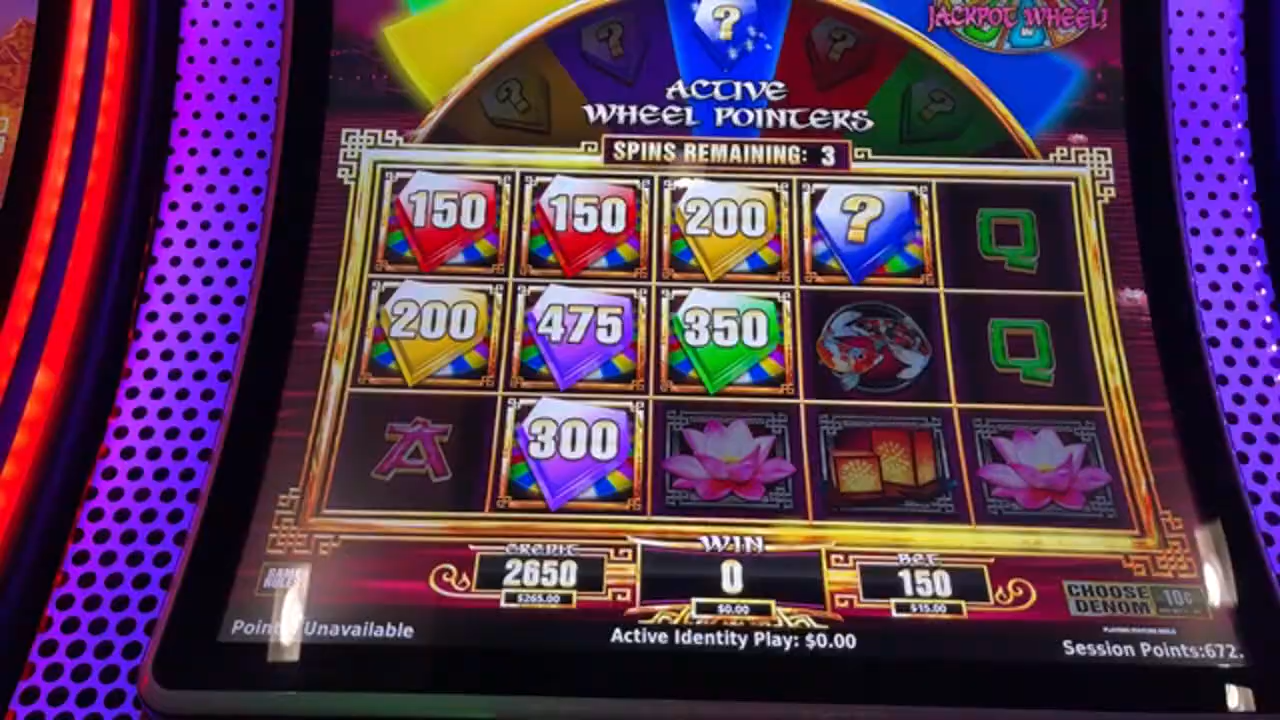 ?
?
?
?
?
JACKPOT WHEEL!
ACTIVE
WHEEL POINTERS
SPINS REMAINING: 3
150 150 200 ? Q
200 475 350 Q
A 300
CREDIT WIN BET
2650 0 150
$265.00 $0.00 $15.00
GAME
RULES
CHOOSE
DENOM 10¢
Points Unavailable
Active Identity Play: $0.00
Session Points:672.